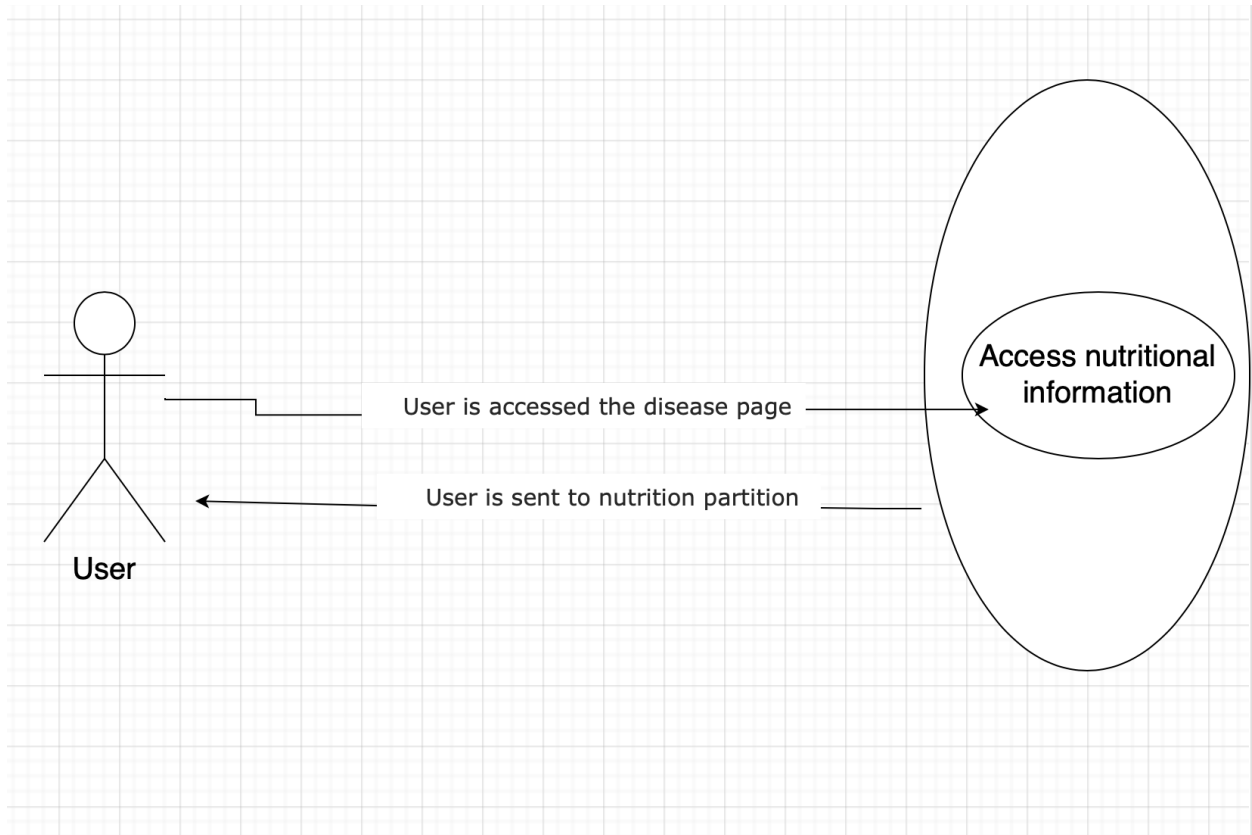 Access nutritional
information
User is accessed the disease page
User is sent to nutrition partition
User